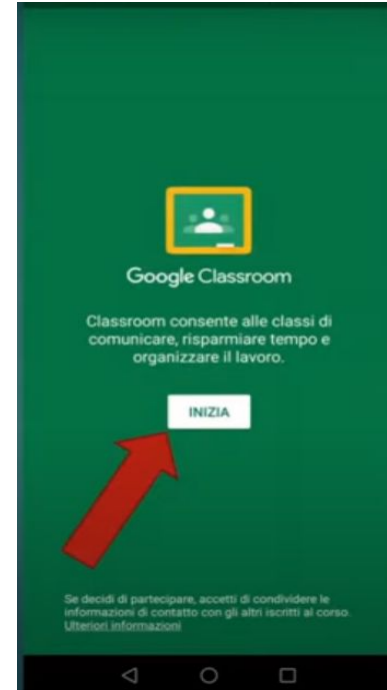 Google Classroom
Classroom consente alle classi di
comunicare, risparmiare tempo e
organizzare il lavoro.
INIZIA
Se decidi di partecipare, accetti di condividere le
informazioni di contatto con gli altri iscritti al corso.
Ulteriori informazioni